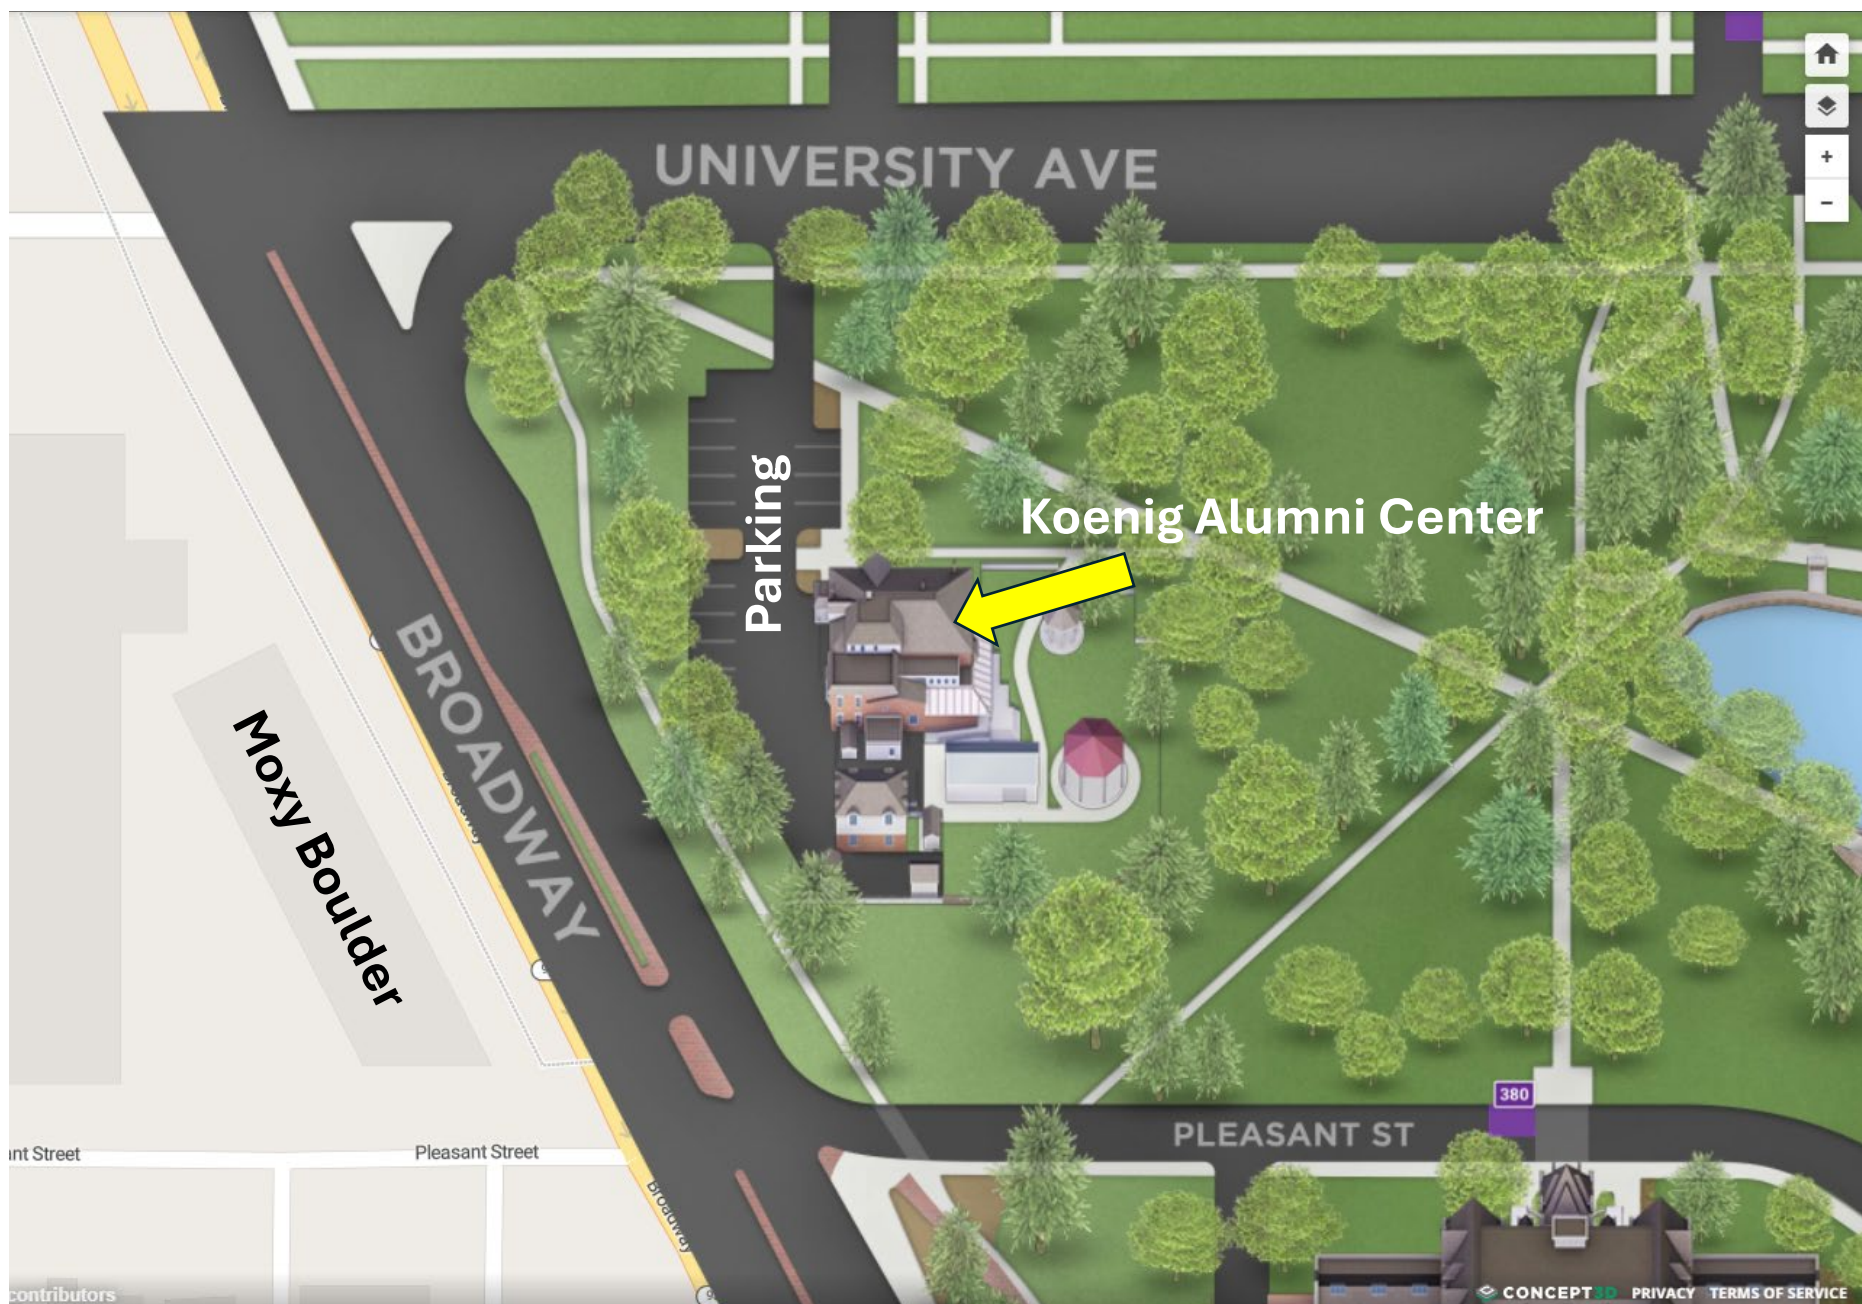 UNIVERSITY AVE
Parking
Koenig Alumni Center
BROADWAY
Moxy Boulder
Broadway
380
PLEASANT ST
nt Street
Pleasant Street
Broadway
contributors
CONCEPT3D PRIVACY TERMS OF SERVICE